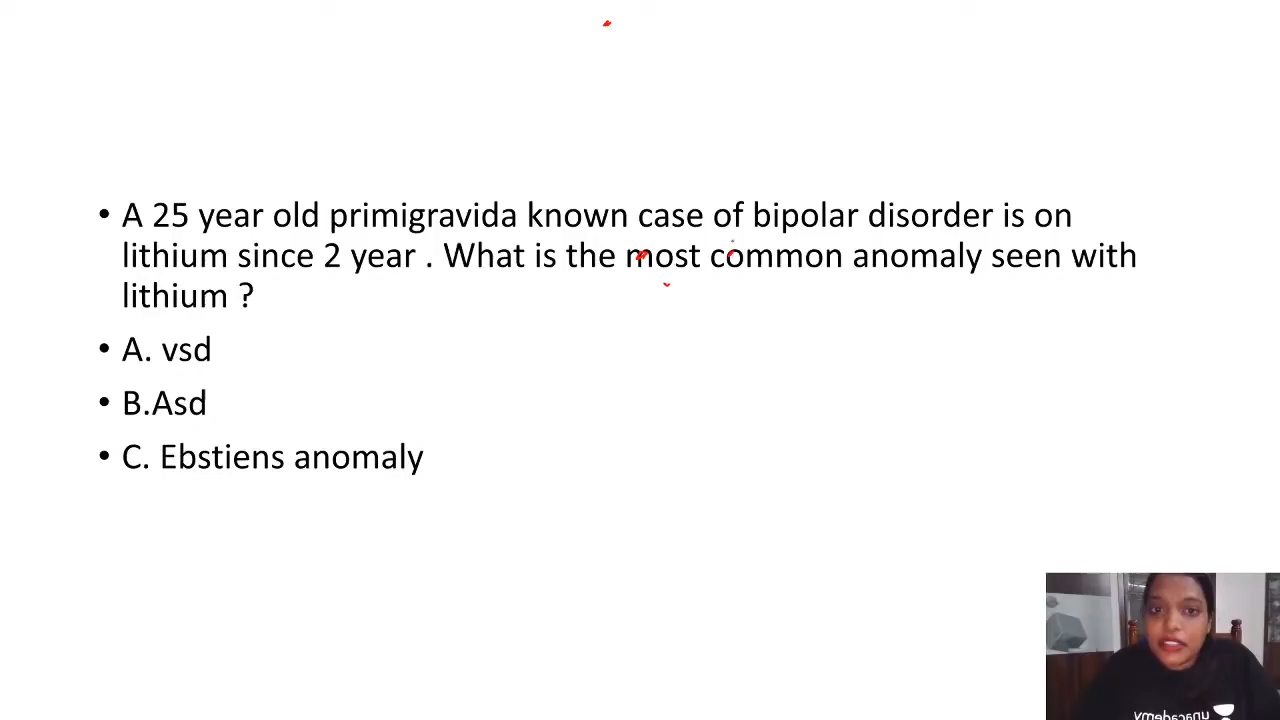 • A 25 year old primigravida known case of bipolar disorder is on
lithium since 2 year . What is the most common anomaly seen with
lithium ?
• A. vsd
• B.Asd
• C. Ebstiens anomaly
unacademy